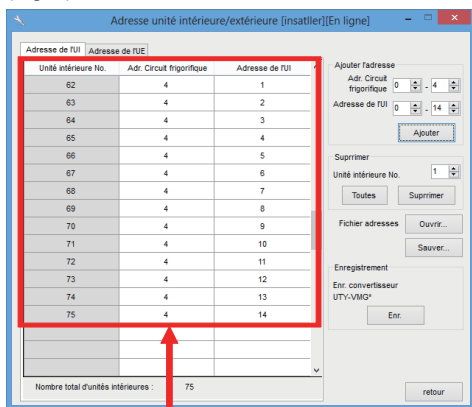 Adresse unité intérieure/extérieure [insatller][En ligne]
Adresse de l'UI Adresse de l'UE
Unité intérieure No. Adr. Circuit frigorifique Adresse de l'UI
62 4 1
63 4 2
64 4 3
65 4 4
66 4 5
67 4 6
68 4 7
69 4 8
70 4 9
71 4 10
72 4 11
73 4 12
74 4 13
75 4 14
Nombre total d'unités intérieures : 75
Ajouter l'adresse
Adr. Circuit
frigorifique 0 - 4
Adresse de l'UI 0 - 14
Ajouter
Supprimer
Unité intérieure No. 1
Toutes Supprimer
Fichier adresses Ouvrir...
Sauver...
Enregistrement
Enr. convertisseur
UTY-VMG*
Enr.
retour